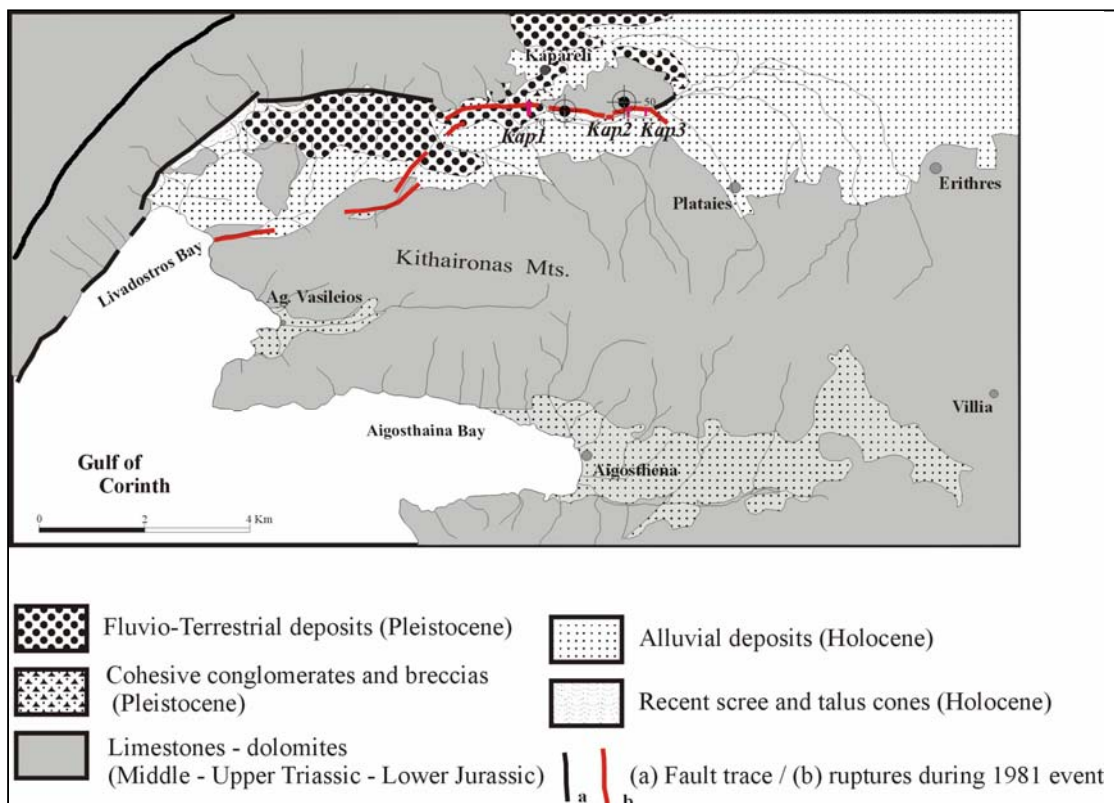 Kapareli
50
Kap1
Kap2
Kap3
Erithres
Plataies
Livadostros Bay
Kithaironas Mts.
Ag. Vasileios
Villia
Aigosthaina Bay
Aigosthena
Gulf of
Corinth
0 2 4 Km
Fluvio-Terrestrial deposits (Pleistocene)
Cohesive conglomerates and breccias
(Pleistocene)
Limestones - dolomites
(Middle - Upper Triassic - Lower Jurassic)
Alluvial deposits (Holocene)
Recent scree and talus cones (Holocene)
a b (a) Fault trace / (b) ruptures during 1981 event